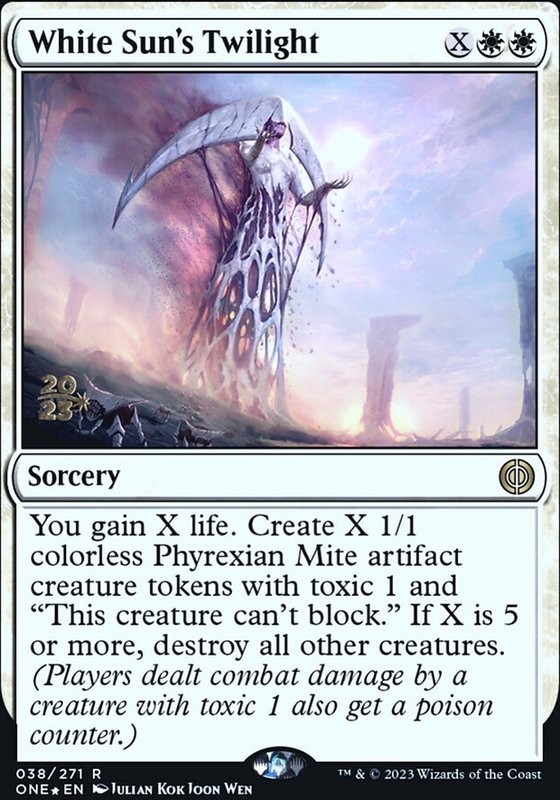 White Sun's Twilight X
20
23
Sorcery
You gain X life. Create X 1/1
colorless Phyrexian Mite artifact
creature tokens with toxic 1 and
“This creature can’t block.” If X is 5
or more, destroy all other creatures.
(Players dealt combat damage by a
creature with toxic 1 also get a poison
counter.)
038/271 R
ONE★EN Julian Kok Joon Wen
™ & © 2023 Wizards of the Coast